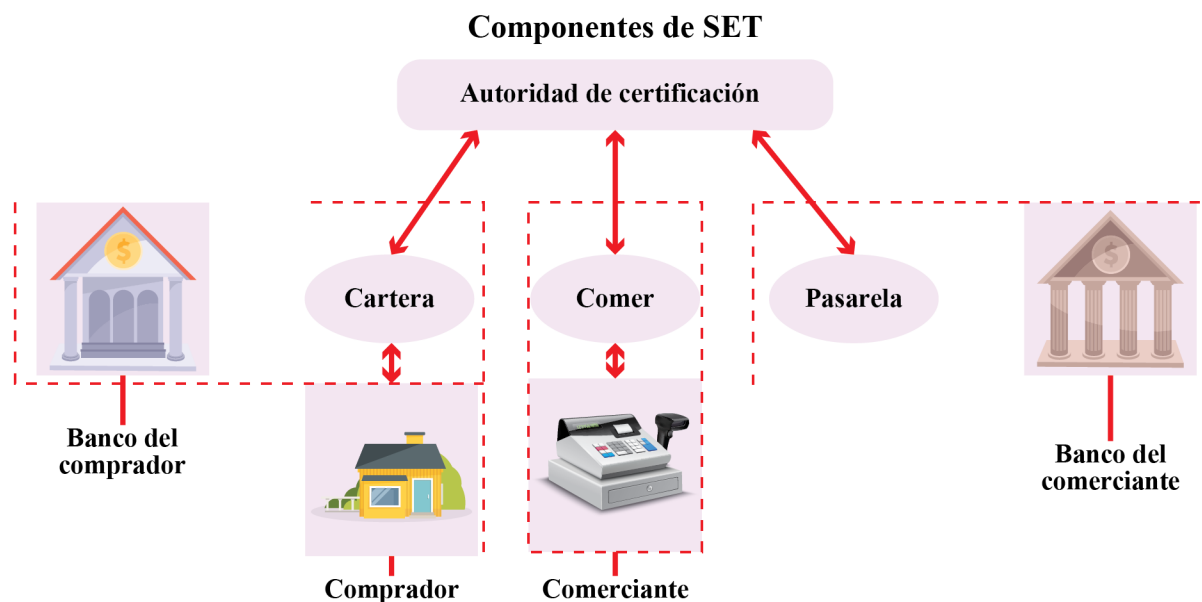 Componentes de SET
Autoridad de certificación
Cartera
Comer
Pasarela
Banco del
comprador
Banco del
comerciante
Comprador
Comerciante